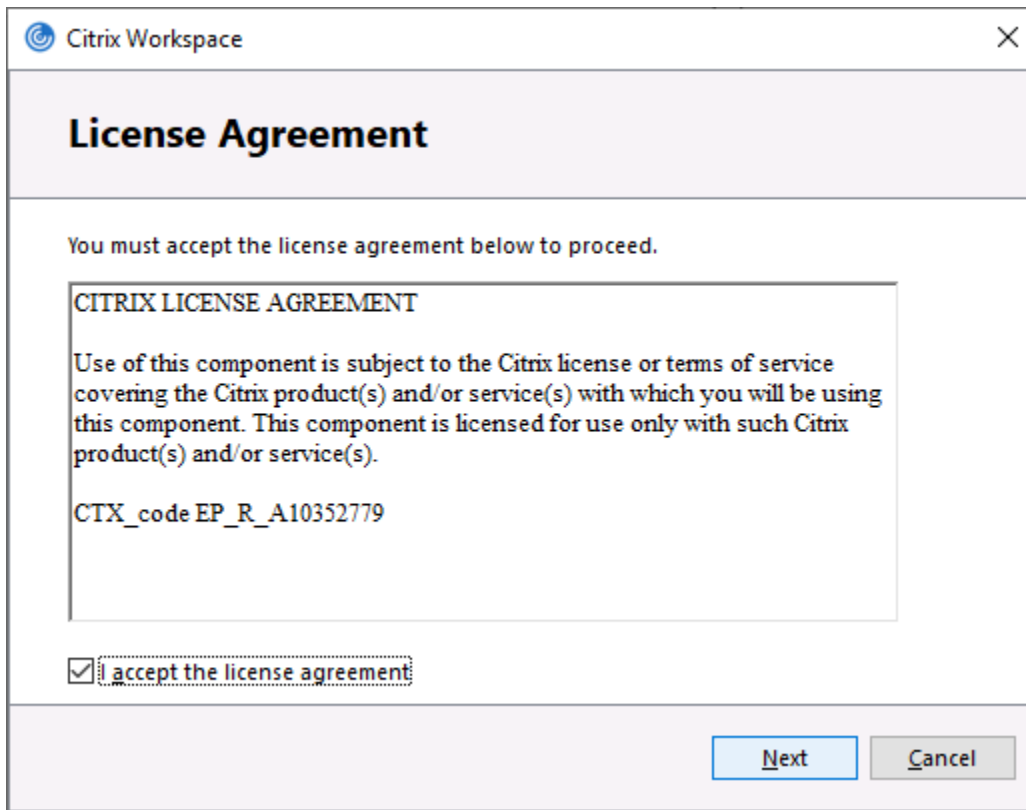 Citrix Workspace
License Agreement
You must accept the license agreement below to proceed.
CITRIX LICENSE AGREEMENT
Use of this component is subject to the Citrix license or terms of service
covering the Citrix product(s) and/or service(s) with which you will be using
this component. This component is licensed for use only with such Citrix
product(s) and/or service(s).
CTX_code EP_R_A10352779
I accept the license agreement
Next Cancel